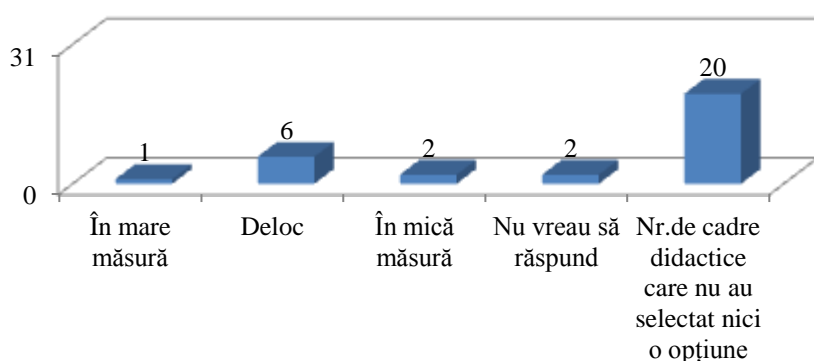 31
0
1
6
2
2
20
În mare
măsură
Deloc
În mică
măsură
Nu vreau să
răspund
Nr.de cadre
didactice
care nu au
selectat nici
o opțiune